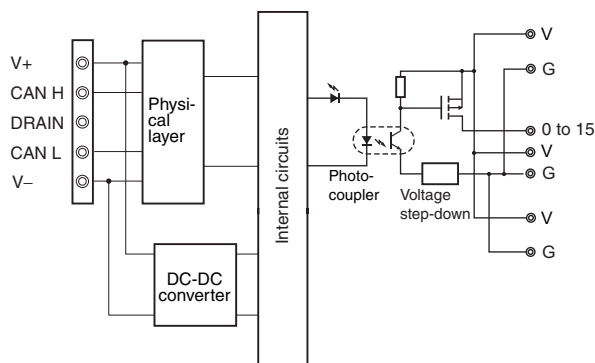 V+
CAN H
DRAIN
CAN L
V–
Physi-
cal
layer
DC-DC
converter
Internal circuits
Photo-
coupler
Voltage
step-down
V
G
0 to 15
V
G
V
G